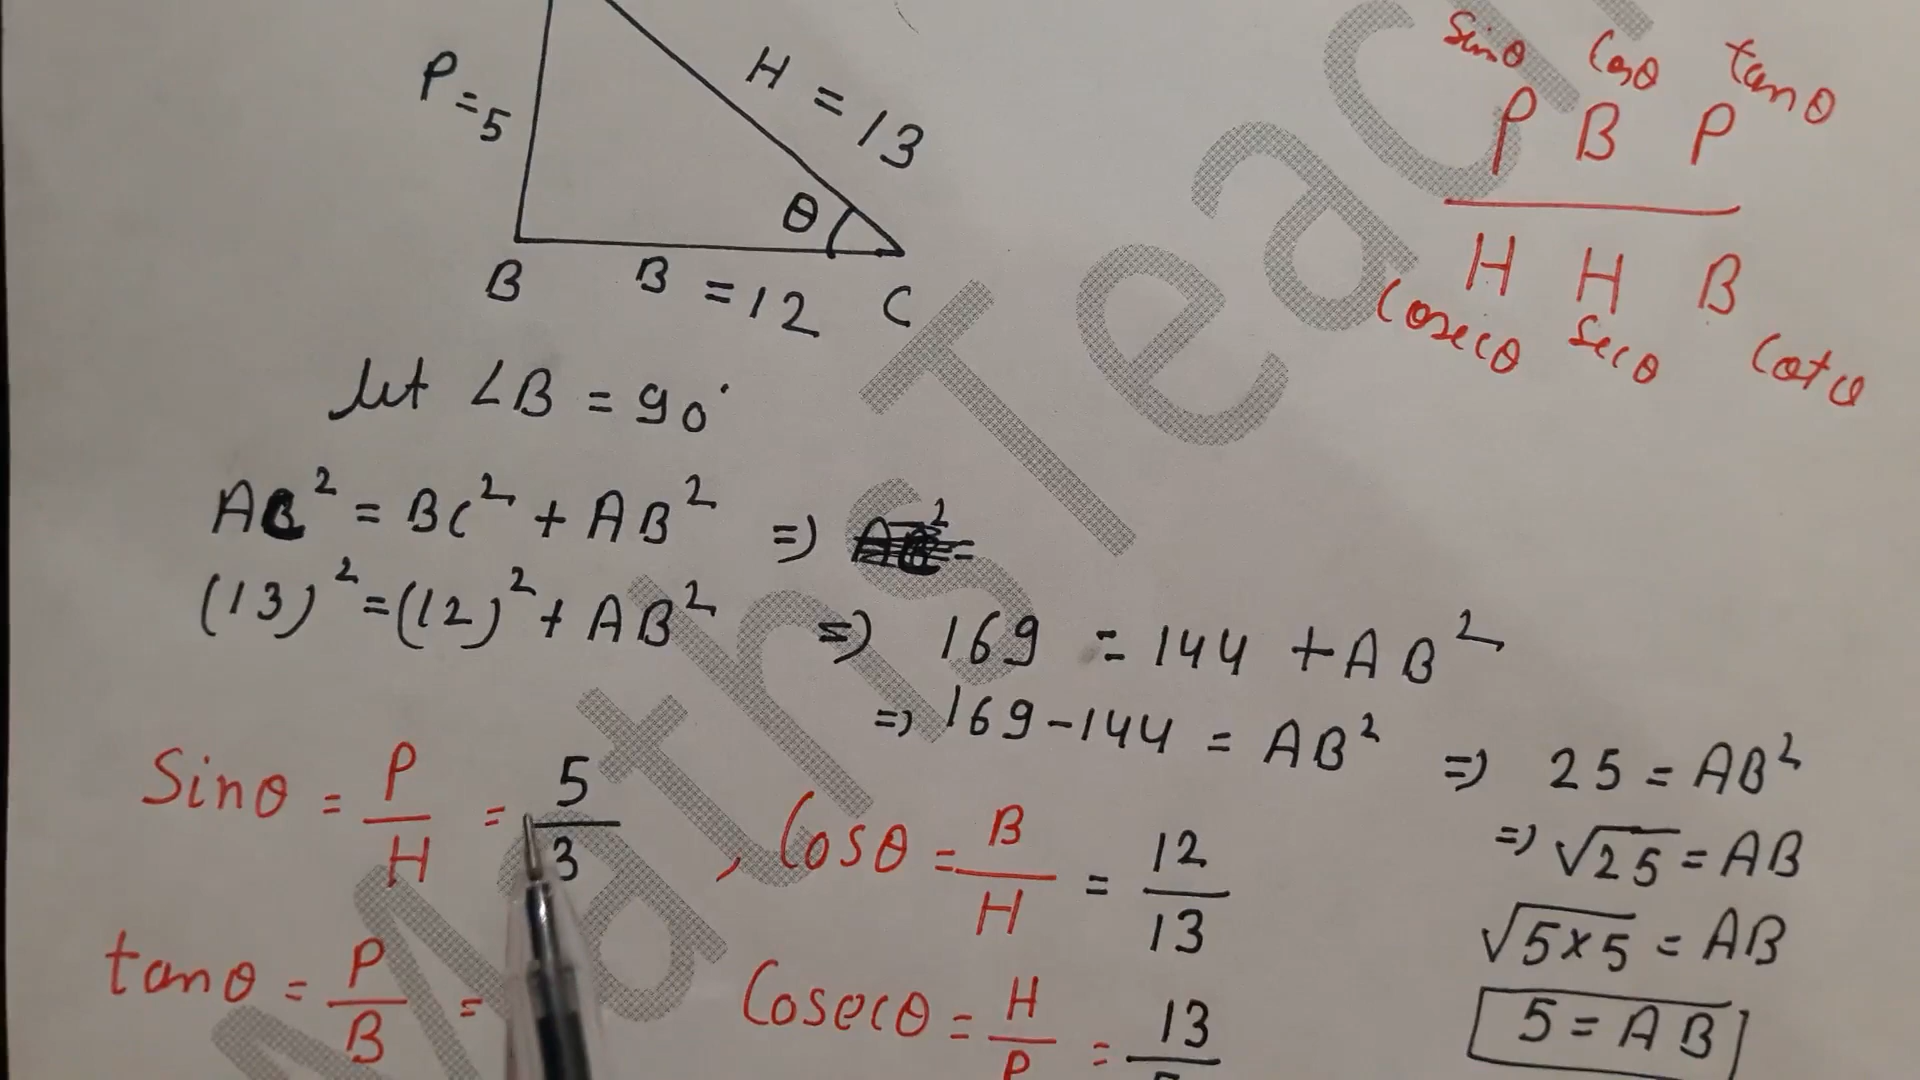 P = 5
H = 13
θ
B
B = 12
C
Sinθ Cosθ tanθ
P B P
H H B
Cosecθ Secθ Cotθ
let ∠B = 90°
AC² = BC² + AB² =>
(13)² = (12)² + AB² => 169 = 144 + AB²
=> 169 - 144 = AB² => 25 = AB²
=> √25 = AB
√5×5 = AB
5 = AB
Sinθ = P/H = 5/3 , Cosθ = B/H = 12/13
tanθ = P/B = Cosecθ = H/P = 13
MathsTeac